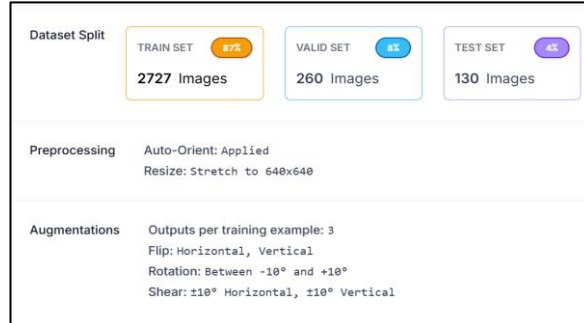 Dataset Split
TRAIN SET 87%
2727 Images
VALID SET 8%
260 Images
TEST SET 4%
130 Images
Preprocessing
Auto-Orient: Applied
Resize: Stretch to 640x640
Augmentations
Outputs per training example: 3
Flip: Horizontal, Vertical
Rotation: Between -10° and +10°
Shear: ±10° Horizontal, ±10° Vertical